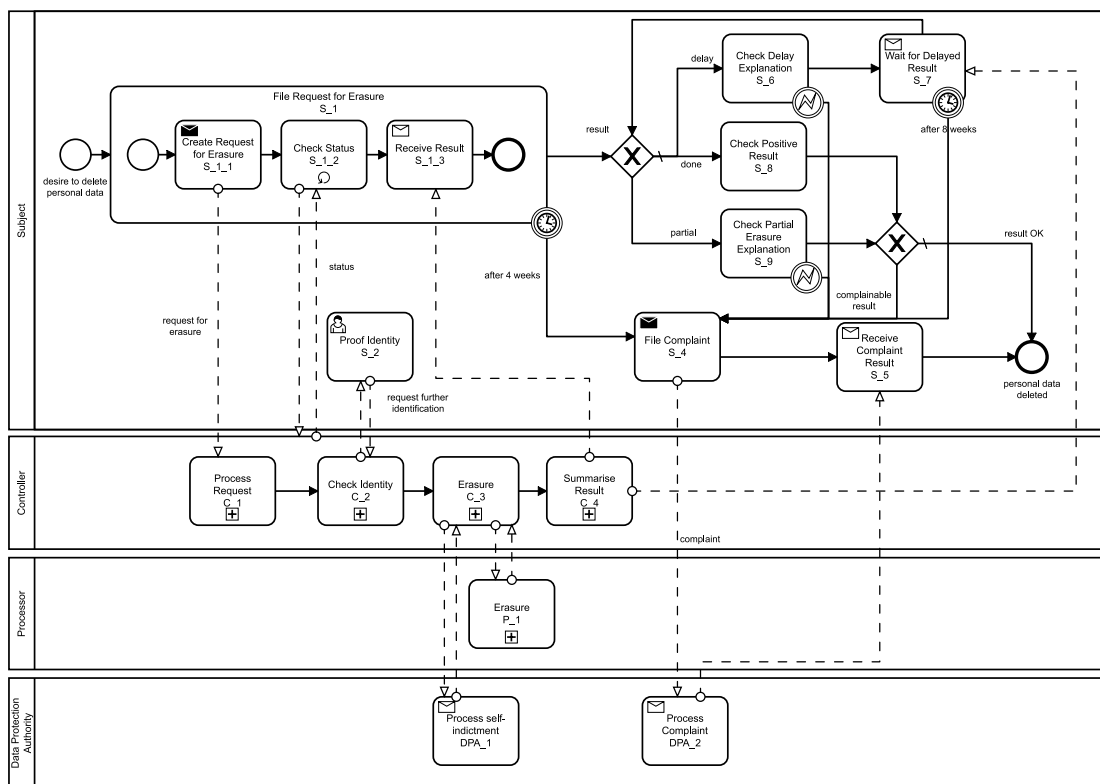 Subject
desire to delete
personal data
File Request for Erasure
S_1
Create Request
for Erasure
S_1_1
Check Status
S_1_2
Receive Result
S_1_3
after 4 weeks
result
delay
done
partial
Check Delay
Explanation
S_6
Wait for Delayed
Result
S_7
after 8 weeks
Check Positive
Result
S_8
Check Partial
Erasure
Explanation
S_9
result OK
complainable
result
status
request for
erasure
Proof Identity
S_2
request further
identification
File Complaint
S_4
Receive
Complaint
Result
S_5
personal data
deleted
Controller
Process
Request
C_1
Check Identity
C_2
Erasure
C_3
Summarise
Result
C_4
complaint
Processor
Erasure
P_1
Data Protection
Authority
Process self-
indictment
DPA_1
Process
Complaint
DPA_2